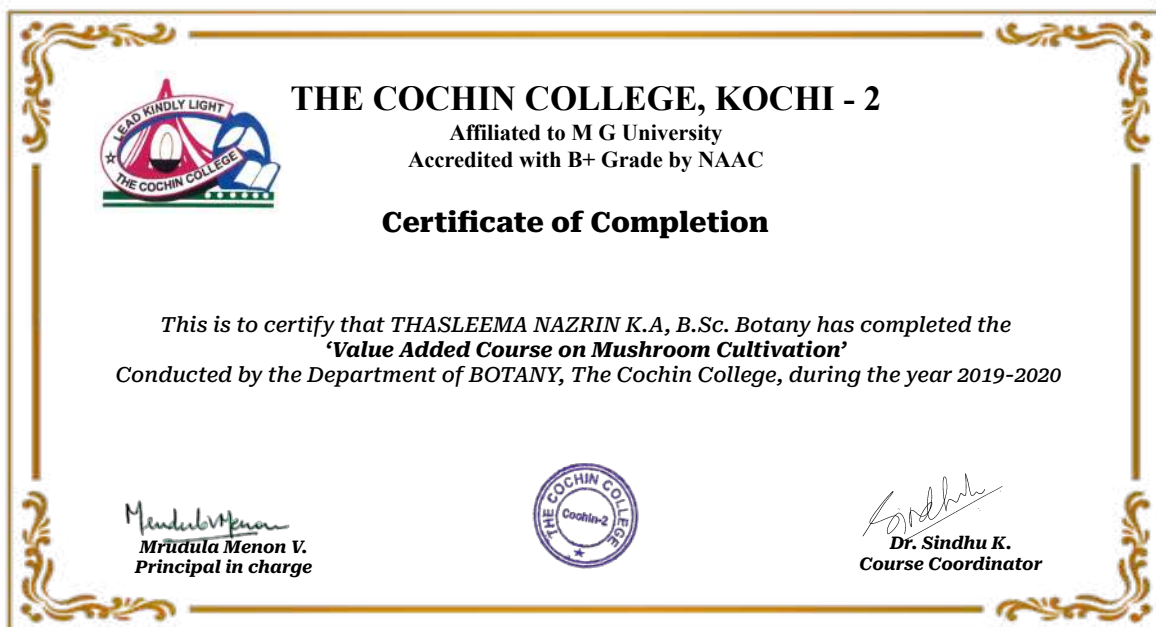 THE COCHIN COLLEGE, KOCHI - 2
Affiliated to M G University
Accredited with B+ Grade by NAAC
LEAD KINDLY LIGHT
THE COCHIN COLLEGE
Certificate of Completion
This is to certify that THASLEEMA NAZRIN K.A, B.Sc. Botany has completed the
‘Value Added Course on Mushroom Cultivation’
Conducted by the Department of BOTANY, The Cochin College, during the year 2019-2020
Mrudula Menon
Mrudula Menon V.
Principal in charge
THE COCHIN COLLEGE
Cochin-2
Sindhu
Dr. Sindhu K.
Course Coordinator